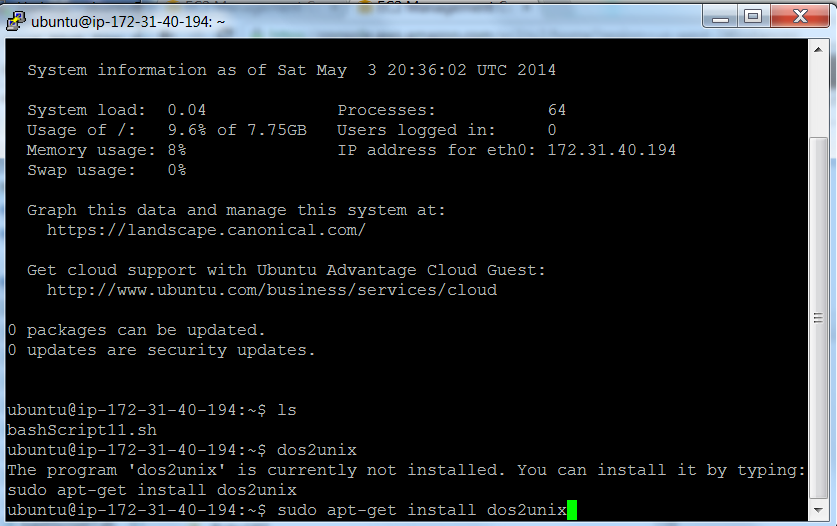 ubuntu@ip-172-31-40-194: ~
System information as of Sat May  3 20:36:02 UTC 2014
System load:  0.04             Processes:           64
Usage of /:   9.6% of 7.75GB   Users logged in:     0
Memory usage: 8%               IP address for eth0: 172.31.40.194
Swap usage:   0%
Graph this data and manage this system at:
https://landscape.canonical.com/
Get cloud support with Ubuntu Advantage Cloud Guest:
http://www.ubuntu.com/business/services/cloud
0 packages can be updated.
0 updates are security updates.
ubuntu@ip-172-31-40-194:~$ ls
bashScript11.sh
ubuntu@ip-172-31-40-194:~$ dos2unix
The program 'dos2unix' is currently not installed. You can install it by typing:
sudo apt-get install dos2unix
ubuntu@ip-172-31-40-194:~$ sudo apt-get install dos2unix